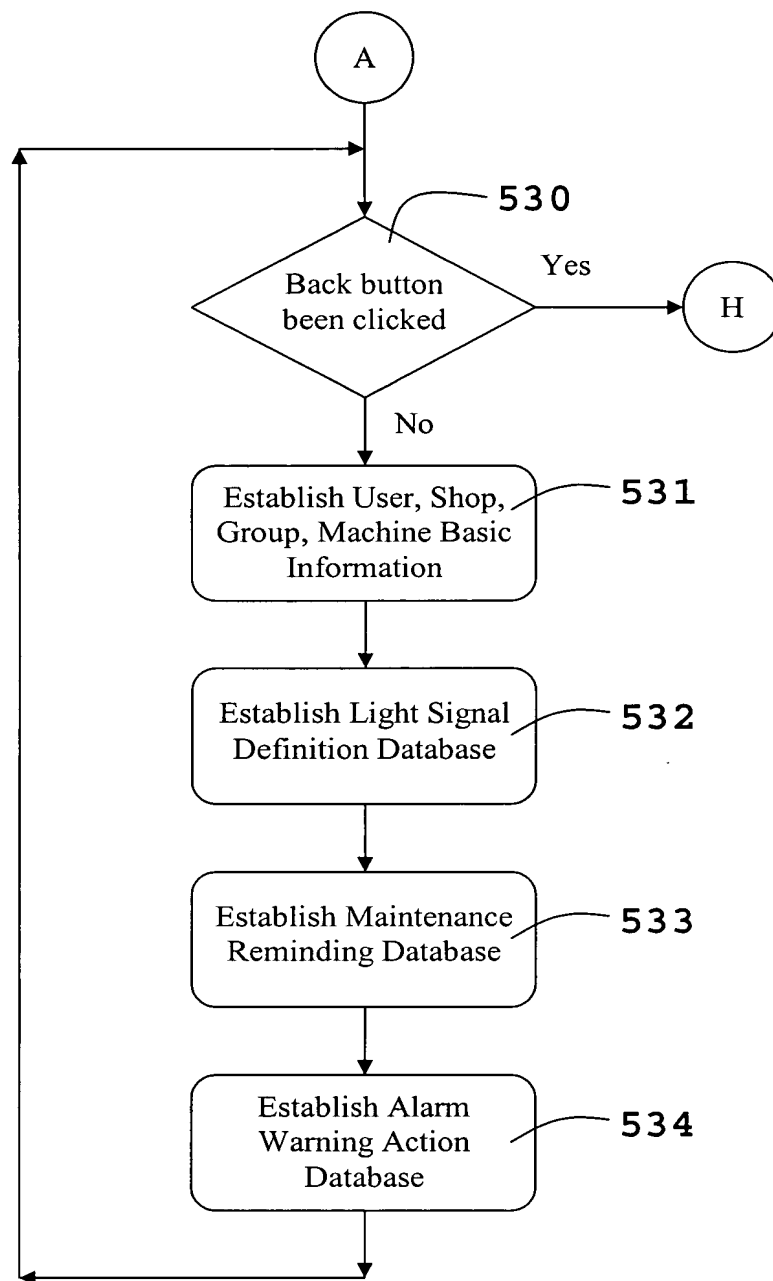 A
530
Back button
been clicked
Yes
H
No
Establish User, Shop,
Group, Machine Basic
Information
531
Establish Light Signal
Definition Database
532
Establish Maintenance
Reminding Database
533
Establish Alarm
Warning Action
Database
534